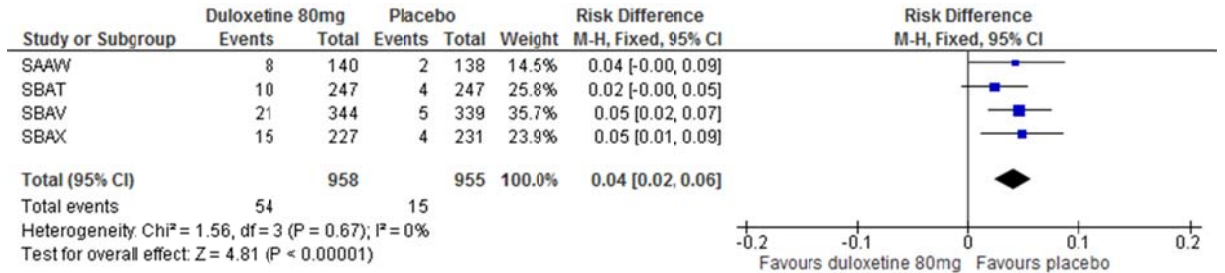 Duloxetine 80mg Placebo Risk Difference Risk Difference
Study or Subgroup Events Total Events Total Weight M-H, Fixed, 95% CI M-H, Fixed, 95% CI
SAAW 8 140 2 138 14.5% 0.04 [-0.00, 0.09]
SBAT 10 247 4 247 25.8% 0.02 [-0.00, 0.05]
SBAV 21 344 5 339 35.7% 0.05 [0.02, 0.07]
SBAX 15 227 4 231 23.9% 0.05 [0.01, 0.09]
Total (95% CI) 958 955 100.0% 0.04 [0.02, 0.06]
Total events 54 15
Heterogeneity: Chi² = 1.56, df = 3 (P = 0.67); I² = 0%
Test for overall effect: Z = 4.81 (P < 0.00001)
-0.2 -0.1 0 0.1 0.2
Favours duloxetine 80mg Favours placebo